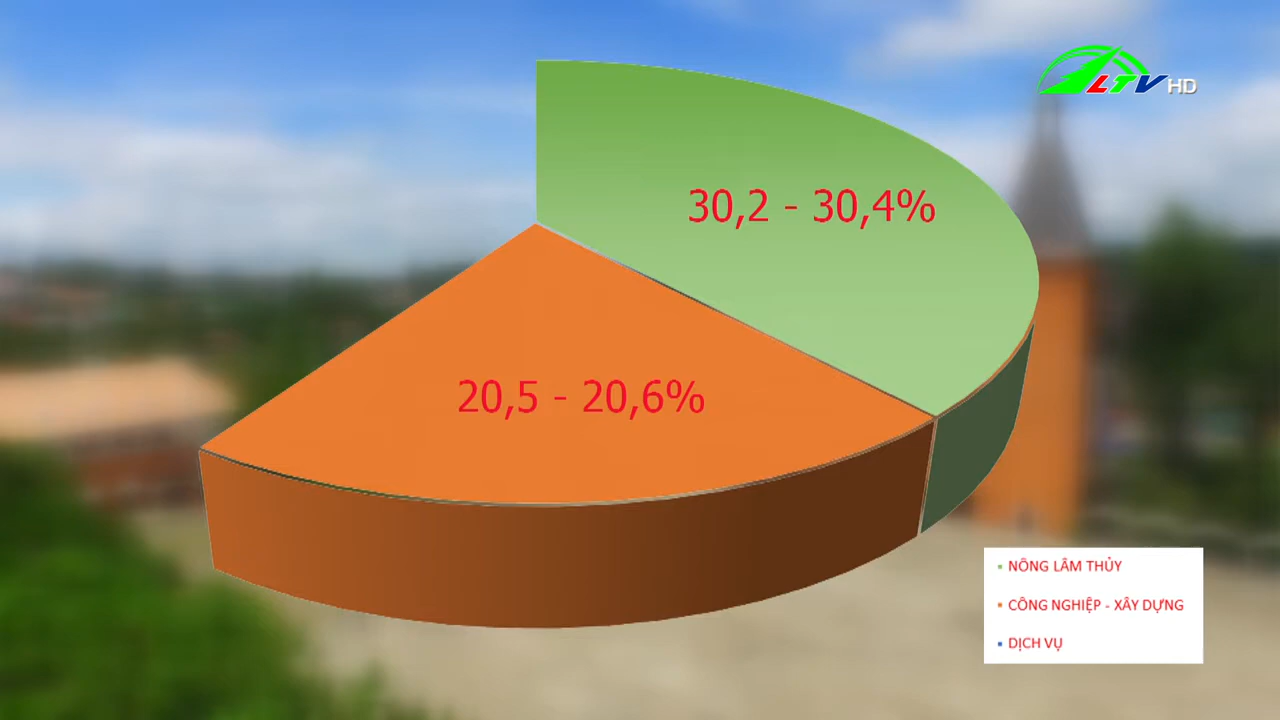 LTV HD
30,2 - 30,4%
20,5 - 20,6%
NÔNG LÂM THỦY
CÔNG NGHIỆP - XÂY DỰNG
DỊCH VỤ